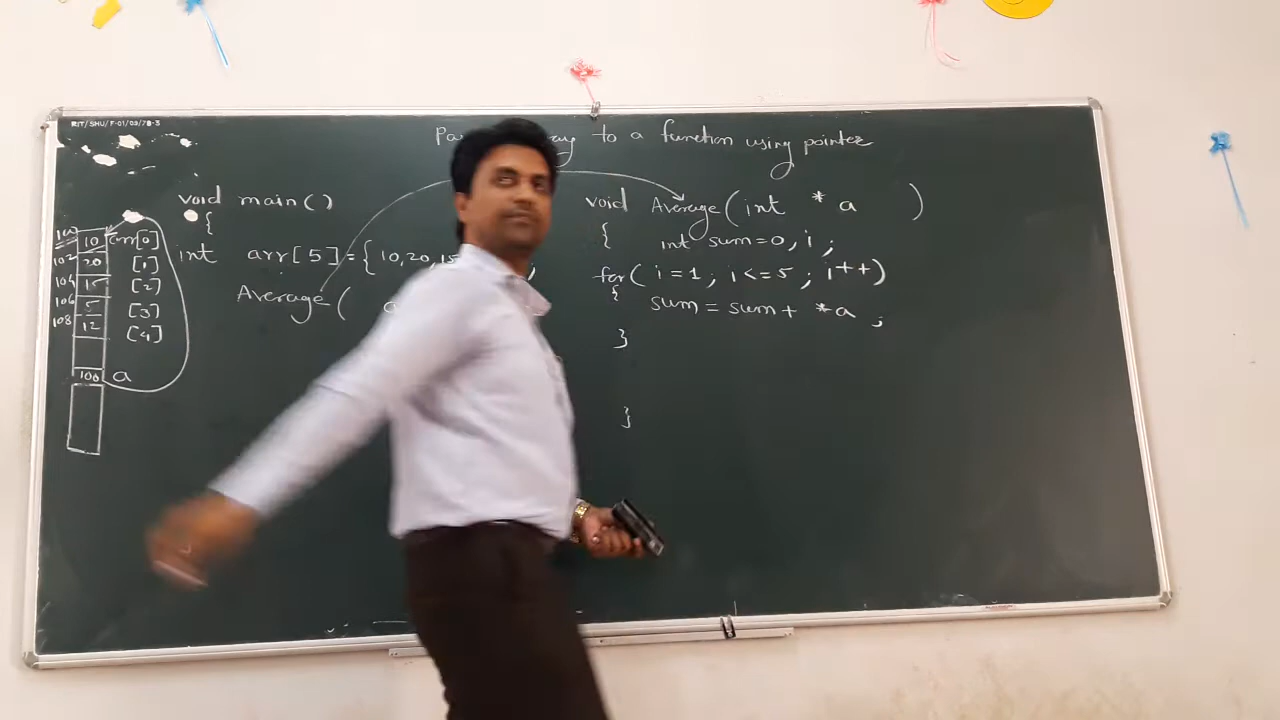 RIT/SHU/F-01/03/7B-3
to a function using pointer
void main()
{
int arr[5]={10,20,15 ;
Average(
void Average(int * a )
{
int sum=0, i ;
for( i=1; i<=5 ; i++)
{
sum = sum+ *a ;
}
}
100 10 arr[0]
102 20 [1]
104 15 [2]
106 5 [3]
108 12 [4]
100 a